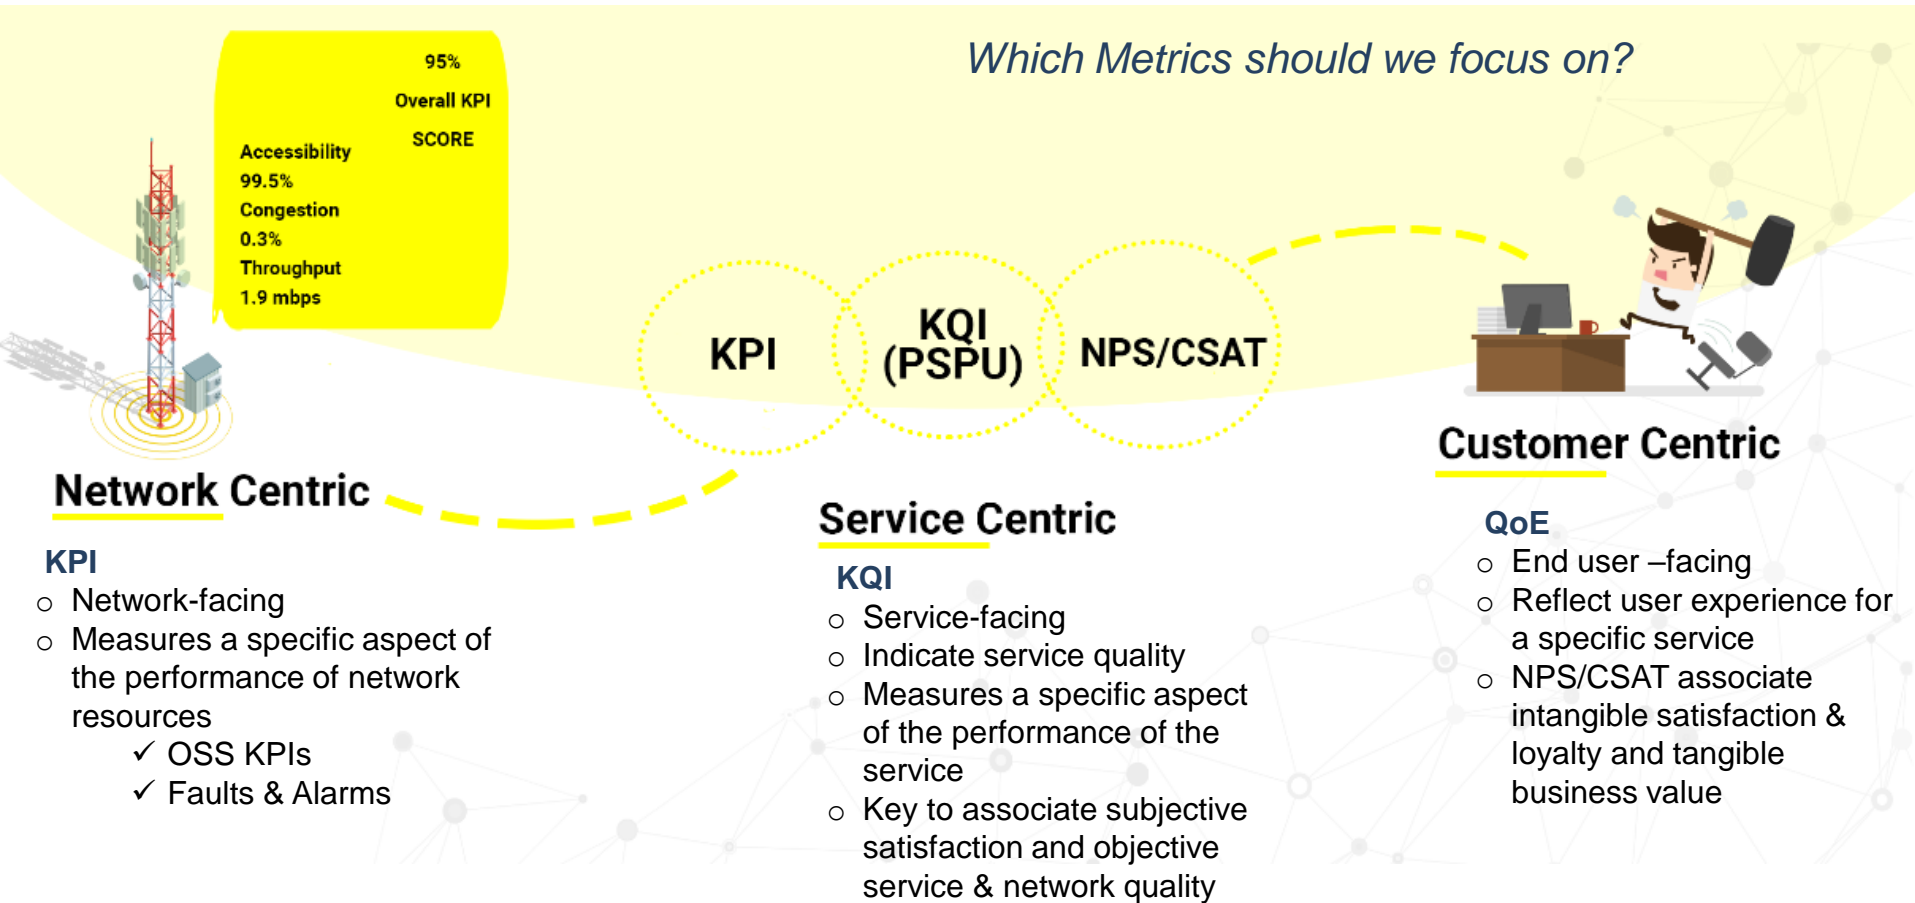 Which Metrics should we focus on?
95%
Overall KPI
SCORE
Accessibility
99.5%
Congestion
0.3%
Throughput
1.9 mbps
KPI
KQI
(PSPU)
NPS/CSAT
Network Centric
KPI
o Network-facing
o Measures a specific aspect of
the performance of network
resources
✓ OSS KPIs
✓ Faults & Alarms
Service Centric
KQI
o Service-facing
o Indicate service quality
o Measures a specific aspect
of the performance of the
service
o Key to associate subjective
satisfaction and objective
service & network quality
Customer Centric
QoE
o End user –facing
o Reflect user experience for
a specific service
o NPS/CSAT associate
intangible satisfaction &
loyalty and tangible
business value